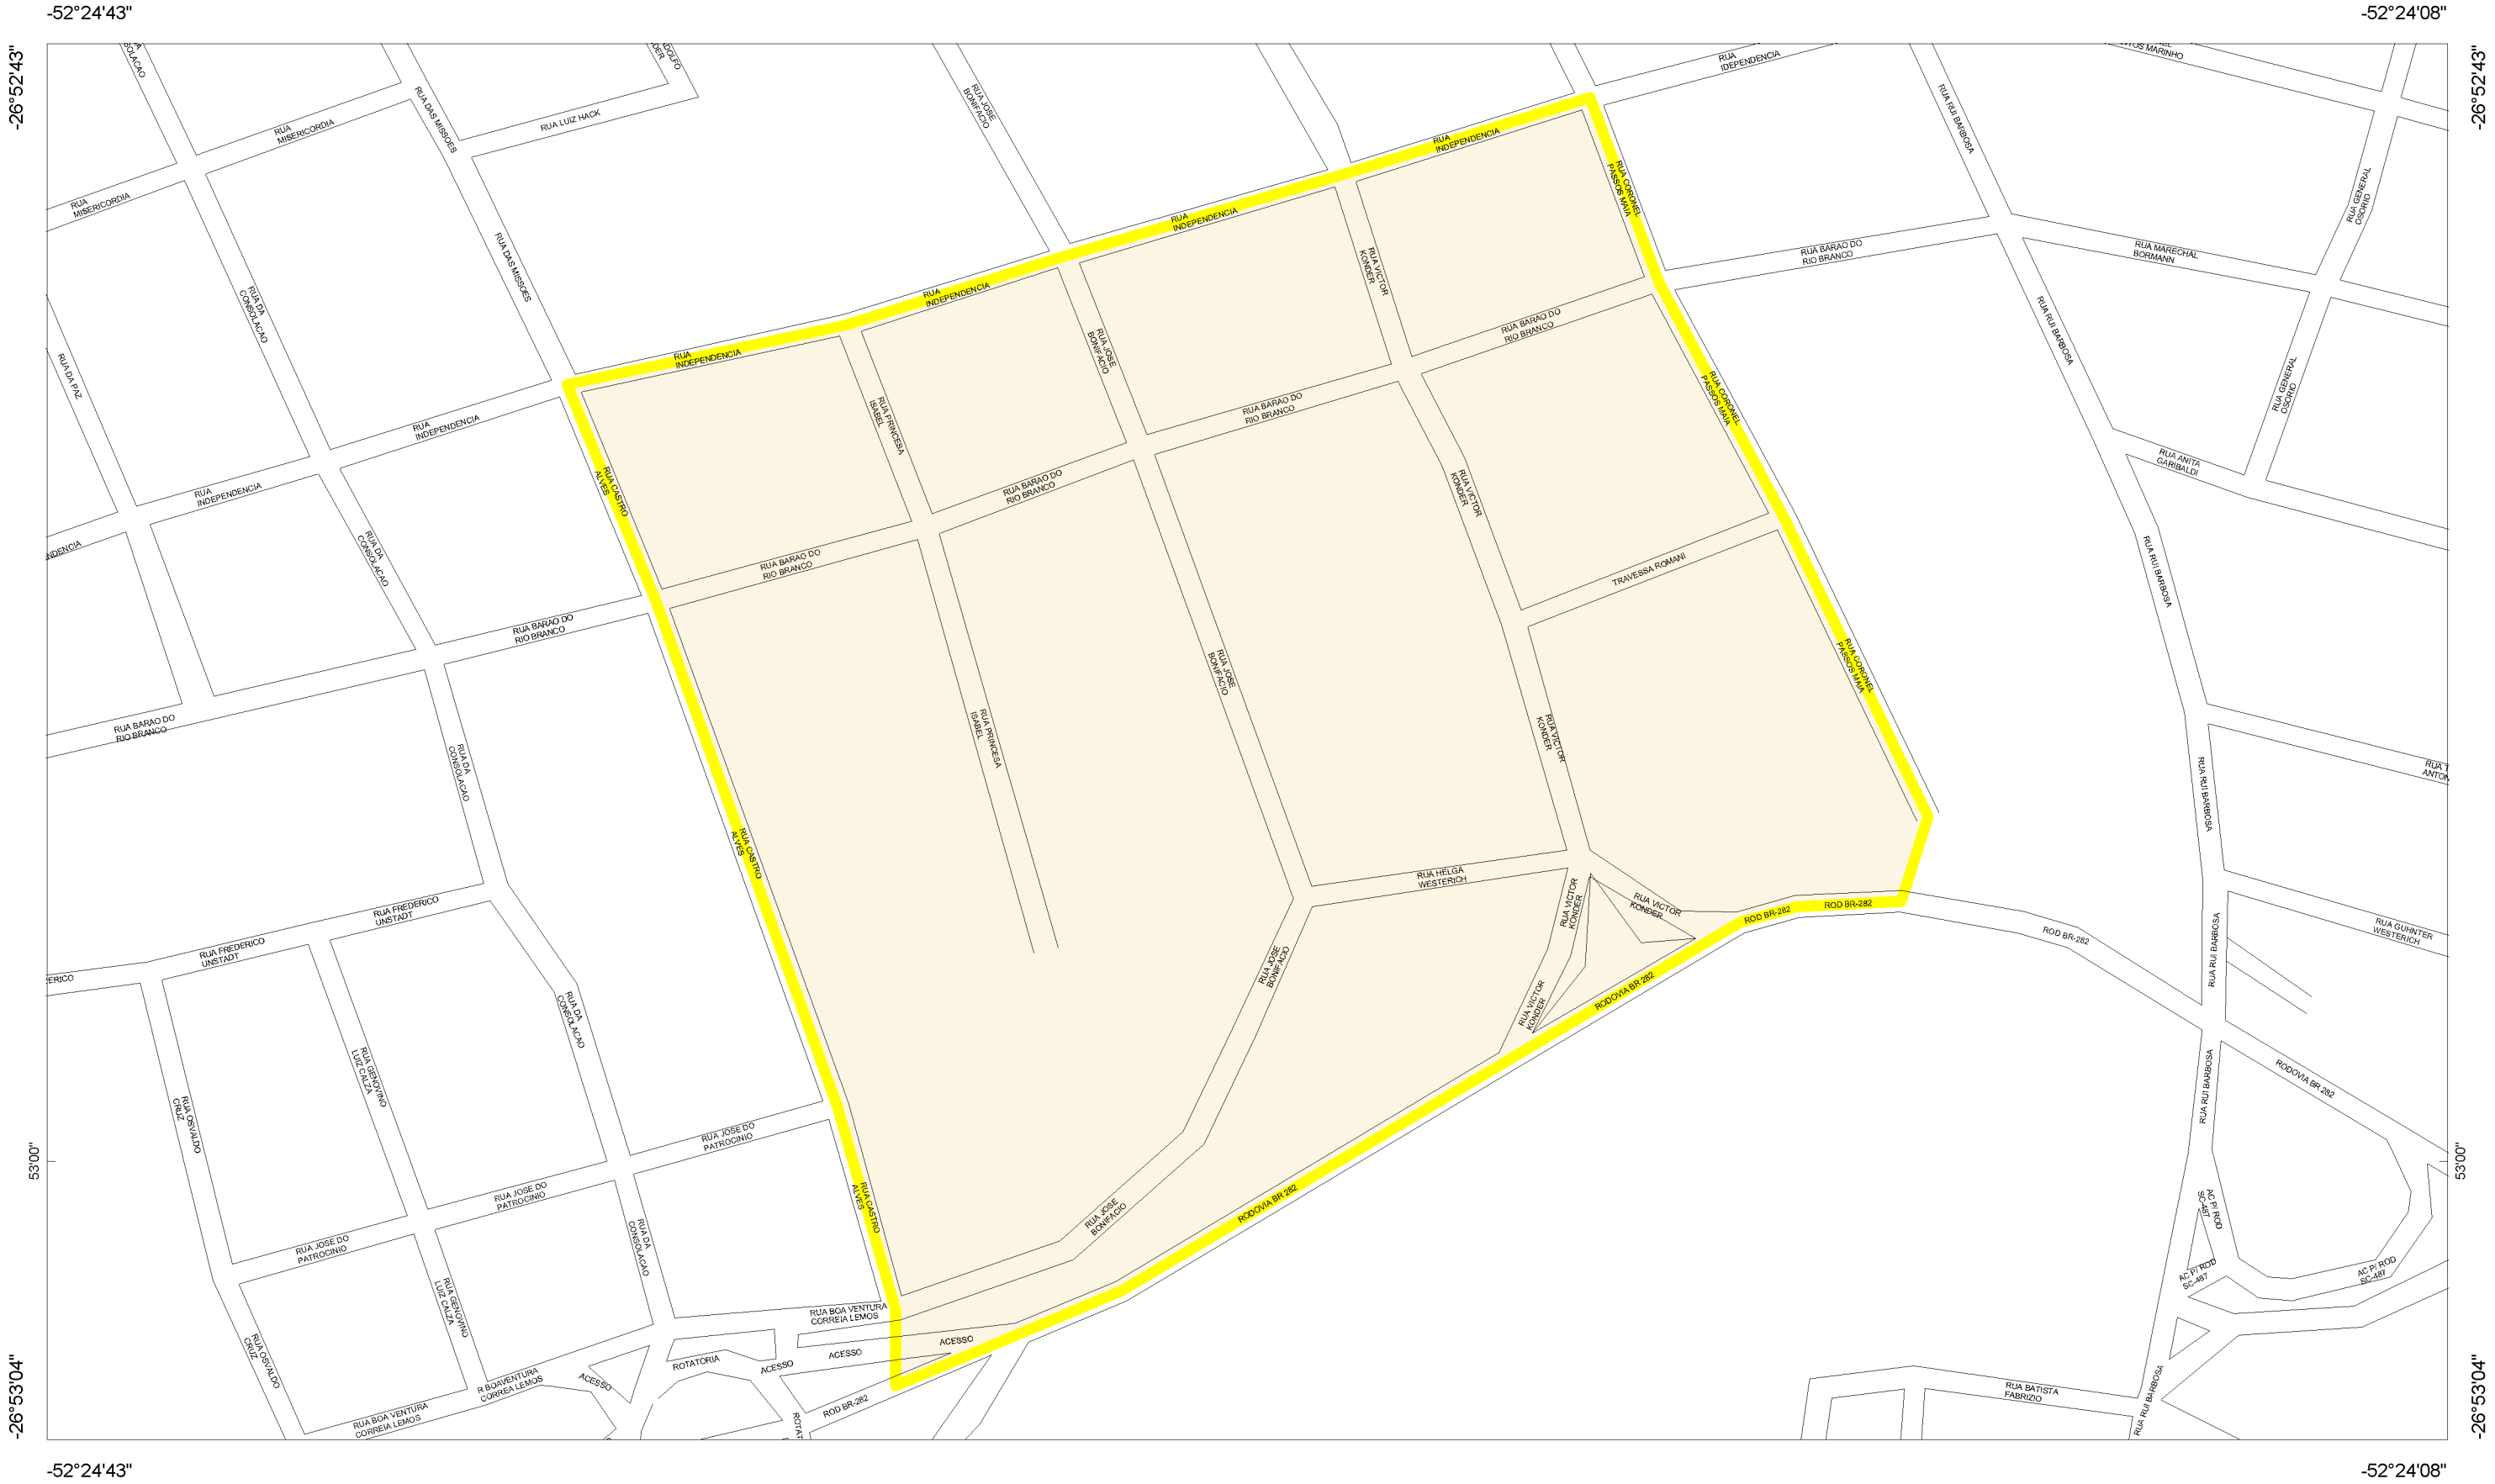 -52°24'43"
-52°24'08"
-26°52'43"
-26°52'43"
CONSOLACAO
RUA DAS MISSOES
RUA LUIZ HACK
ADOLFO
RUA
MISERICORDIA
RUA
MISERICORDIA
RUA JOSE
BONIFACIO
RUA
IDEPENDENCIA
RUA RUI BARBOSA
RUA
INDEPENDENCIA
RUA CORONEL
PASSOS MAIA
RUA GENERAL
OSORIO
RUA
INDEPENDENCIA
RUA DAS MISSOES
RUA DA
CONSOLACAO
RUA
INDEPENDENCIA
RUA VICTOR
KONDER
RUA BARAO DO
RIO BRANCO
RUA MARECHAL
BORMANN
RUA RUI BARBOSA
RUA DA PAZ
RUA
INDEPENDENCIA
RUA JOSE
BONIFACIO
RUA BARAO DO
RIO BRANCO
RUA GENERAL
OSORIO
RUA
INDEPENDENCIA
RUA PRINCESA
ISABEL
RUA BARAO DO
RIO BRANCO
RUA CORONEL
PASSOS MAIA
RUA ANITA
GARIBALDI
RUA
INDEPENDENCIA
RUA CASTRO
ALVES
RUA BARAO DO
RIO BRANCO
RUA VICTOR
KONDER
NDENCIA
RUA DA
CONSOLACAO
RUA BARAO DO
RIO BRANCO
TRAVESSA ROMANI
RUA RUI BARBOSA
RUA BARAO DO
RIO BRANCO
RUA JOSE
BONIFACIO
RUA CORONEL
PASSOS MAIA
RUA BARAO DO
RIO BRANCO
RUA DA
CONSOLACAO
RUA PRINCESA
ISABEL
RUA VICTOR
KONDER
RUA RUI BARBOSA
RUA T
ANTON
RUA CASTRO
ALVES
RUA HELGA
WESTERICH
RUA FREDERICO
UNSTADT
RUA FREDERICO
UNSTADT
ERICO
RUA VICTOR
KONDER
RUA VICTOR
KONDER
ROD BR-282
ROD BR-282
ROD BR-282
RUA RUI BARBOSA
RUA GUHNTER
WESTERICH
RUA JOSE
BONIFACIO
RUA VICTOR
KONDER
RODOVIA BR 282
RUA DA
CONSOLACAO
RUA GENOVINO
LUIZ CALZA
RUA OSVALDO
CRUZ
RUA JOSE DO
PATROCINIO
RUA RUI BARBOSA
RODOVIA BR 282
53'00"
53'00"
RUA JOSE DO
PATROCINIO
RUA CASTRO
ALVES
RUA JOSE
BONIFACIO
RODOVIA BR 282
AC P/ ROD
SC-487
RUA JOSE DO
PATROCINIO
RUA DA
CONSOLACAO
AC P/ ROD
SC-487
AC P/ ROD
SC-487
RUA GENOVINO
LUIZ CALZA
RUA BOA VENTURA
CORREIA LEMOS
ACESSO
ACESSO
ACESSO
ROTATÓRIA
ACESSO
RUA OSVALDO
CRUZ
R BOAVENTURA
CORREA LEMOS
RUA BOA VENTURA
CORREIA LEMOS
ROD BR-282
ROTAT
RUA BATISTA
FABRIZIO
RUA RUI BARBOSA
-26°53'04"
-26°53'04"
-52°24'43"
-52°24'08"